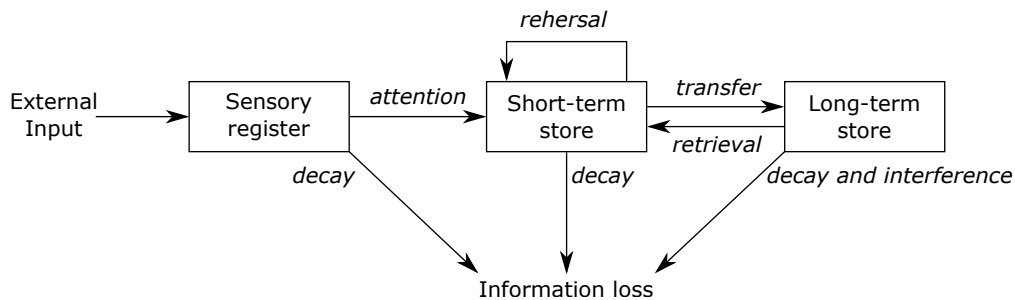 rehersal
External
Input
Sensory
register
attention
Short-term
store
transfer
retrieval
Long-term
store
decay
decay
decay and interference
Information loss